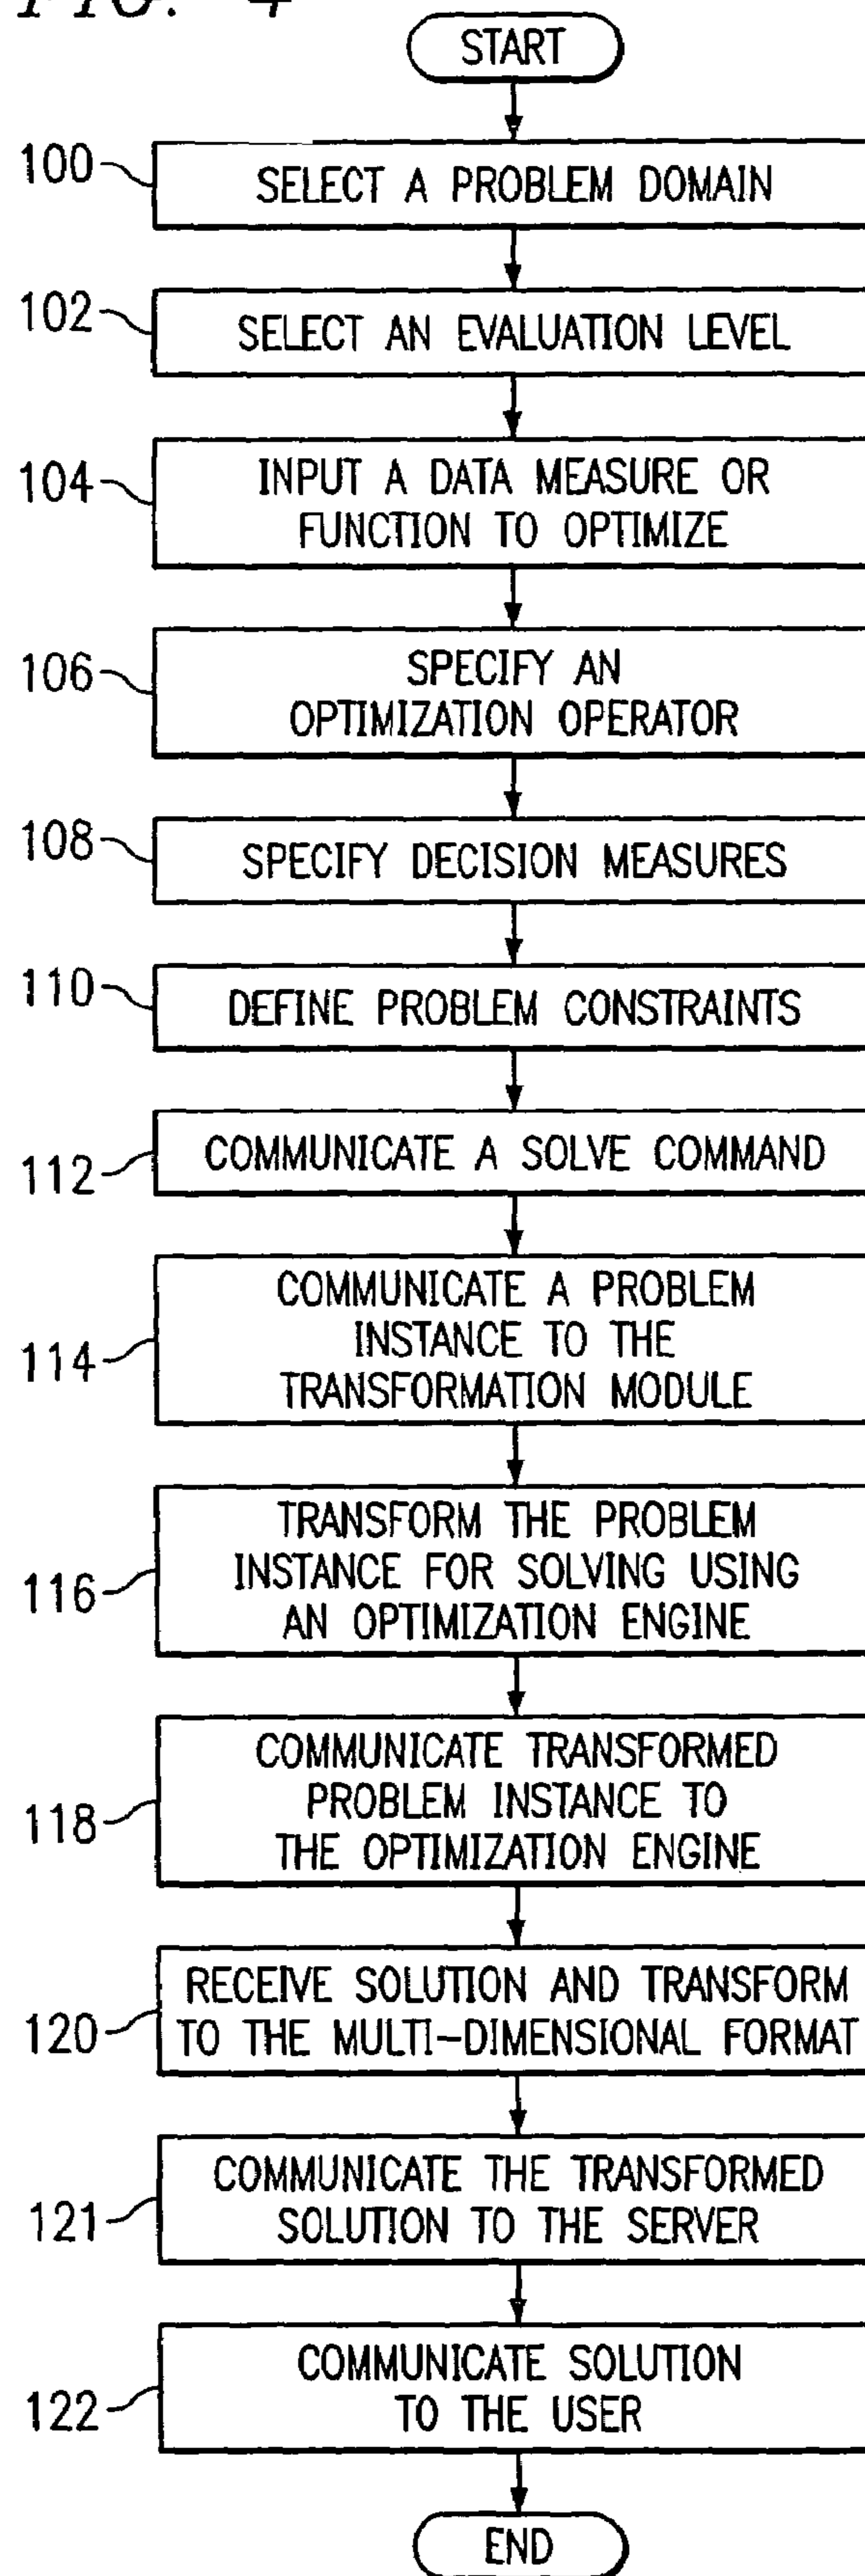 FIG. 4
START
100
SELECT A PROBLEM DOMAIN
102
SELECT AN EVALUATION LEVEL
104
INPUT A DATA MEASURE OR
FUNCTION TO OPTIMIZE
106
SPECIFY AN
OPTIMIZATION OPERATOR
108
SPECIFY DECISION MEASURES
110
DEFINE PROBLEM CONSTRAINTS
112
COMMUNICATE A SOLVE COMMAND
114
COMMUNICATE A PROBLEM
INSTANCE TO THE
TRANSFORMATION MODULE
116
TRANSFORM THE PROBLEM
INSTANCE FOR SOLVING USING
AN OPTIMIZATION ENGINE
118
COMMUNICATE TRANSFORMED
PROBLEM INSTANCE TO
THE OPTIMIZATION ENGINE
120
RECEIVE SOLUTION AND TRANSFORM
TO THE MULTI-DIMENSIONAL FORMAT
121
COMMUNICATE THE TRANSFORMED
SOLUTION TO THE SERVER
122
COMMUNICATE SOLUTION
TO THE USER
END